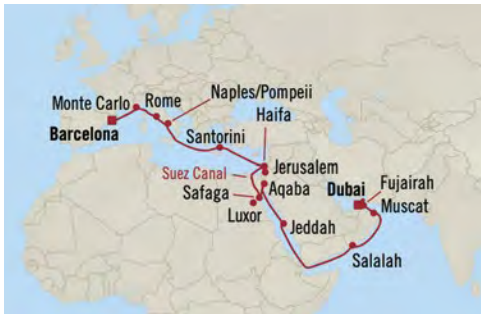 Monte Carlo
Rome
Naples/Pompeii
Barcelona
Haifa
Santorini
Jerusalem
Suez Canal
Aqaba
Safaga
Luxor
Dubai
Fujairah
Muscat
Jeddah
Salalah